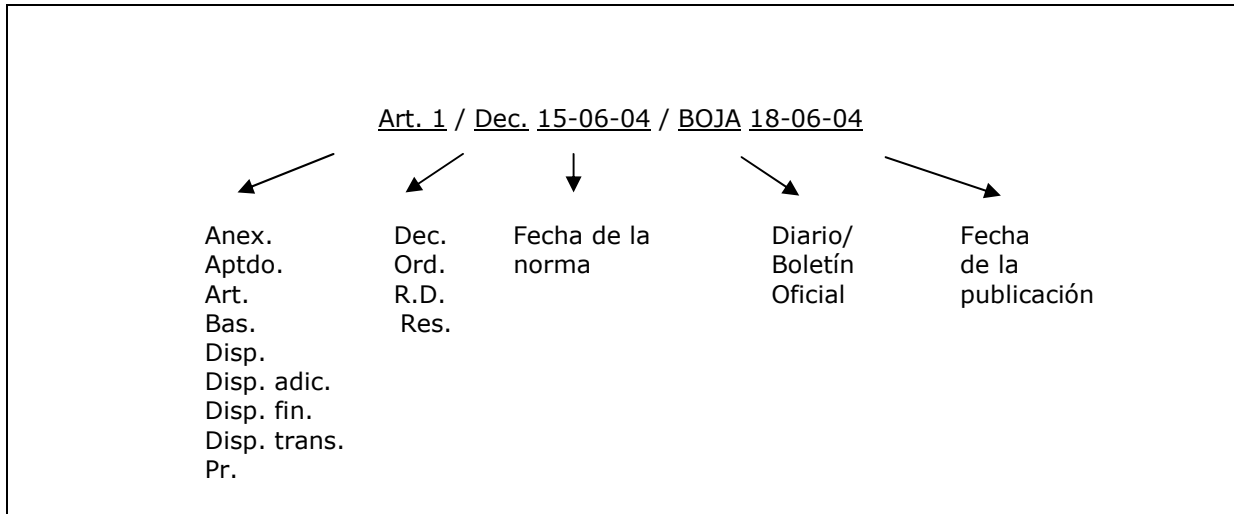 Art. 1 / Dec. 15-06-04 / BOJA 18-06-04
Anex.
Aptdo.
Art.
Bas.
Disp.
Disp. adic.
Disp. fin.
Disp. trans.
Pr.
Dec.
Ord.
R.D.
Res.
Fecha de la
norma
Diario/
Boletín
Oficial
Fecha
de la
publicación